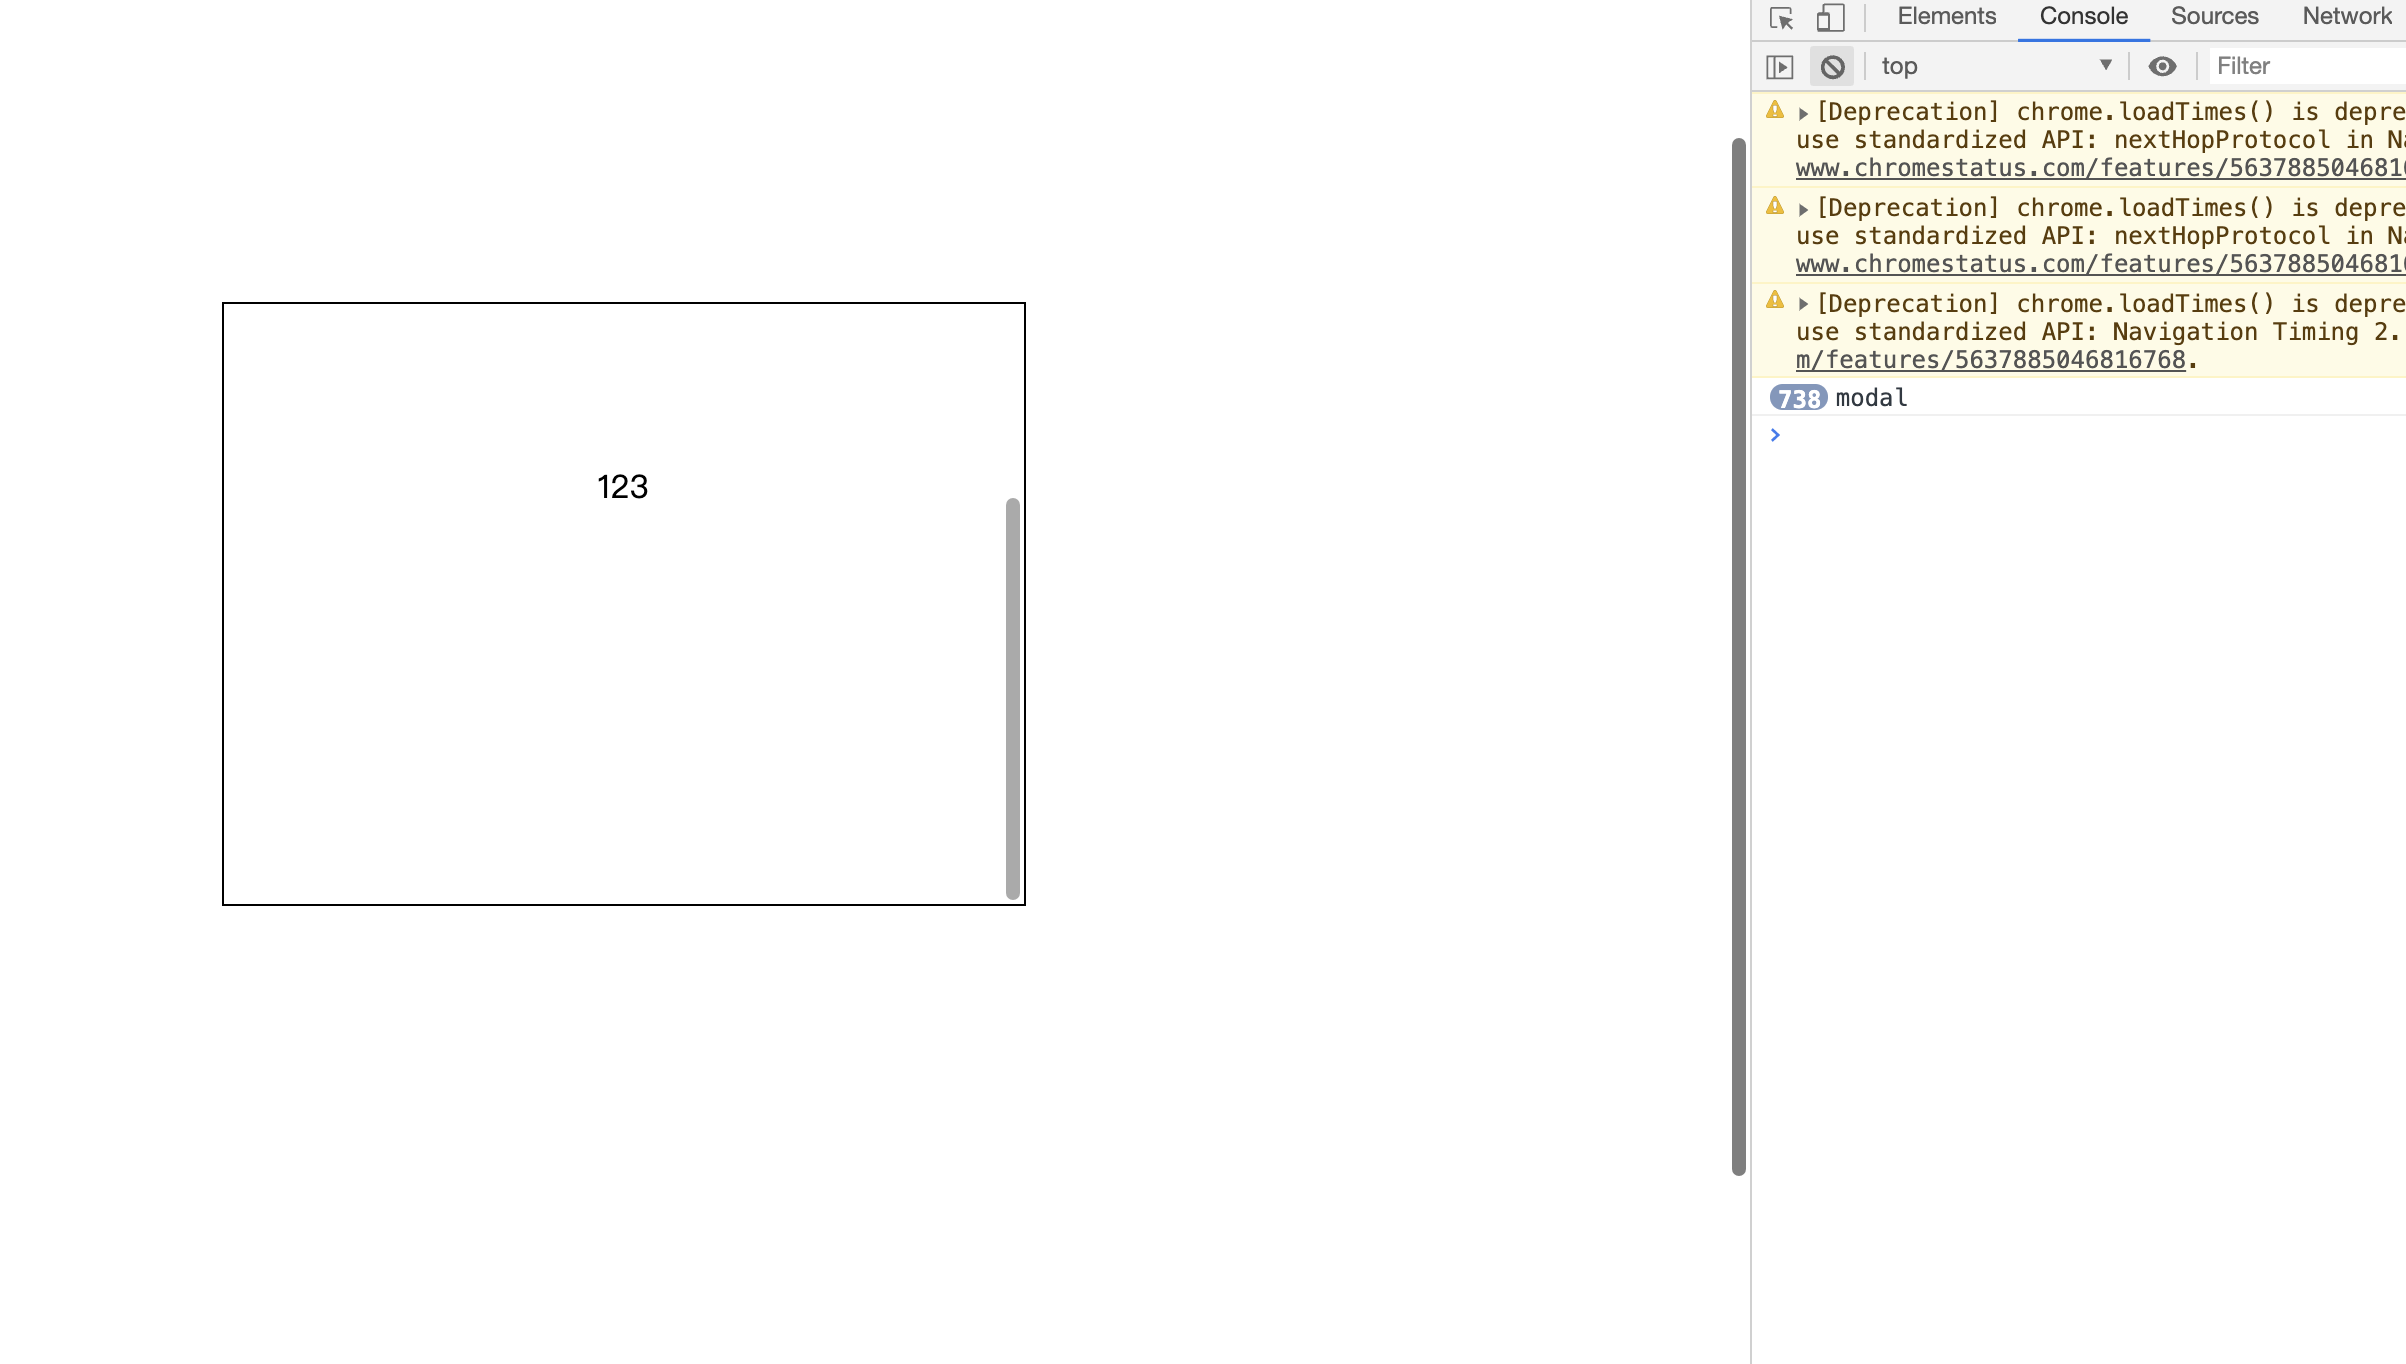 123
Elements Console Sources Network
top Filter
[Deprecation] chrome.loadTimes() is depre
use standardized API: nextHopProtocol in Na
www.chromestatus.com/features/5637885046816
[Deprecation] chrome.loadTimes() is depre
use standardized API: nextHopProtocol in Na
www.chromestatus.com/features/5637885046816
[Deprecation] chrome.loadTimes() is depre
use standardized API: Navigation Timing 2.
m/features/5637885046816768.
738 modal